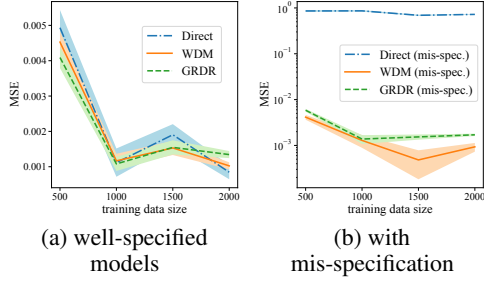 0.005
0.004
0.003
0.002
0.001
MSE
Direct
WDM
GRDR
500
1000
1500
2000
training data size
(a) well-specified
models
10⁰
10⁻¹
10⁻²
10⁻³
MSE
Direct (mis-spec.)
WDM (mis-spec.)
GRDR (mis-spec.)
500
1000
1500
2000
training data size
(b) with
mis-specification